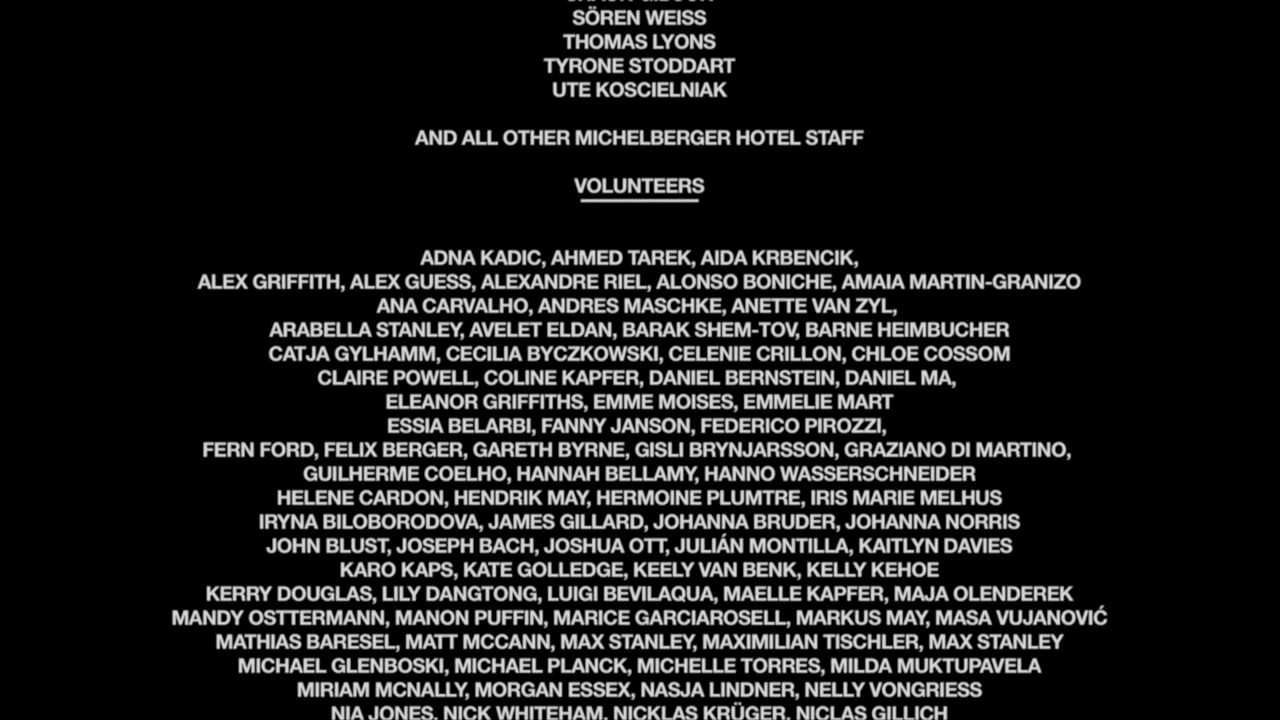 SÖREN WEISS
THOMAS LYONS
TYRONE STODDART
UTE KOSCIELNIAK
AND ALL OTHER MICHELBERGER HOTEL STAFF
VOLUNTEERS
ADNA KADIC, AHMED TAREK, AIDA KRBENCIK,
ALEX GRIFFITH, ALEX GUESS, ALEXANDRE RIEL, ALONSO BONICHE, AMAIA MARTIN-GRANIZO
ANA CARVALHO, ANDRES MASCHKE, ANETTE VAN ZYL,
ARABELLA STANLEY, AVELET ELDAN, BARAK SHEM-TOV, BARNE HEIMBUCHER
CATJA GYLHAMM, CECILIA BYCZKOWSKI, CELENIE CRILLON, CHLOE COSSOM
CLAIRE POWELL, COLINE KAPFER, DANIEL BERNSTEIN, DANIEL MA,
ELEANOR GRIFFITHS, EMME MOISES, EMMELIE MART
ESSIA BELARBI, FANNY JANSON, FEDERICO PIROZZI,
FERN FORD, FELIX BERGER, GARETH BYRNE, GISLI BRYNJARSSON, GRAZIANO DI MARTINO,
GUILHERME COELHO, HANNAH BELLAMY, HANNO WASSERSCHNEIDER
HELENE CARDON, HENDRIK MAY, HERMOINE PLUMTRE, IRIS MARIE MELHUS
IRYNA BILOBORODOVA, JAMES GILLARD, JOHANNA BRUDER, JOHANNA NORRIS
JOHN BLUST, JOSEPH BACH, JOSHUA OTT, JULIÁN MONTILLA, KAITLYN DAVIES
KARO KAPS, KATE GOLLEDGE, KEELY VAN BENK, KELLY KEHOE
KERRY DOUGLAS, LILY DANGTONG, LUIGI BEVILAQUA, MAELLE KAPFER, MAJA OLENDEREK
MANDY OSTTERMANN, MANON PUFFIN, MARICE GARCIAROSELL, MARKUS MAY, MASA VUJANOVIĆ
MATHIAS BARESEL, MATT MCCANN, MAX STANLEY, MAXIMILIAN TISCHLER, MAX STANLEY
MICHAEL GLENBOSKI, MICHAEL PLANCK, MICHELLE TORRES, MILDA MUKTUPAVELA
MIRIAM MCNALLY, MORGAN ESSEX, NASJA LINDNER, NELLY VONGRIESS
NIA JONES, NICK WHITEHAM, NICKLAS KRÜGER, NICLAS GILLICH